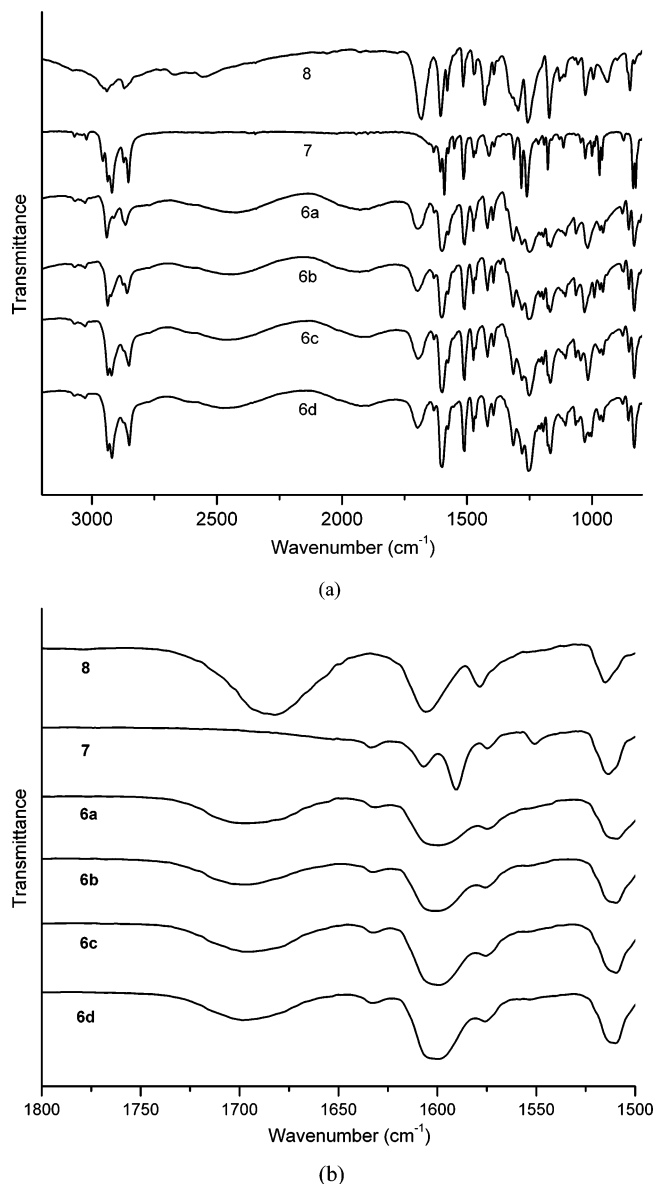 8
7
6a
6b
6c
6d
Transmittance
3000 2500 2000 1500 1000
Wavenumber (cm⁻¹)
(a)
8
7
6a
6b
6c
6d
Transmittance
1800 1750 1700 1650 1600 1550 1500
Wavenumber (cm⁻¹)
(b)